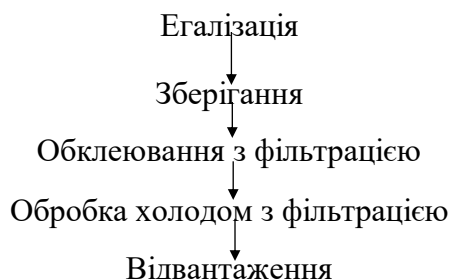 Егалізація
Зберігання
Обклеювання з фільтрацією
Обробка холодом з фільтрацією
Відвантаження